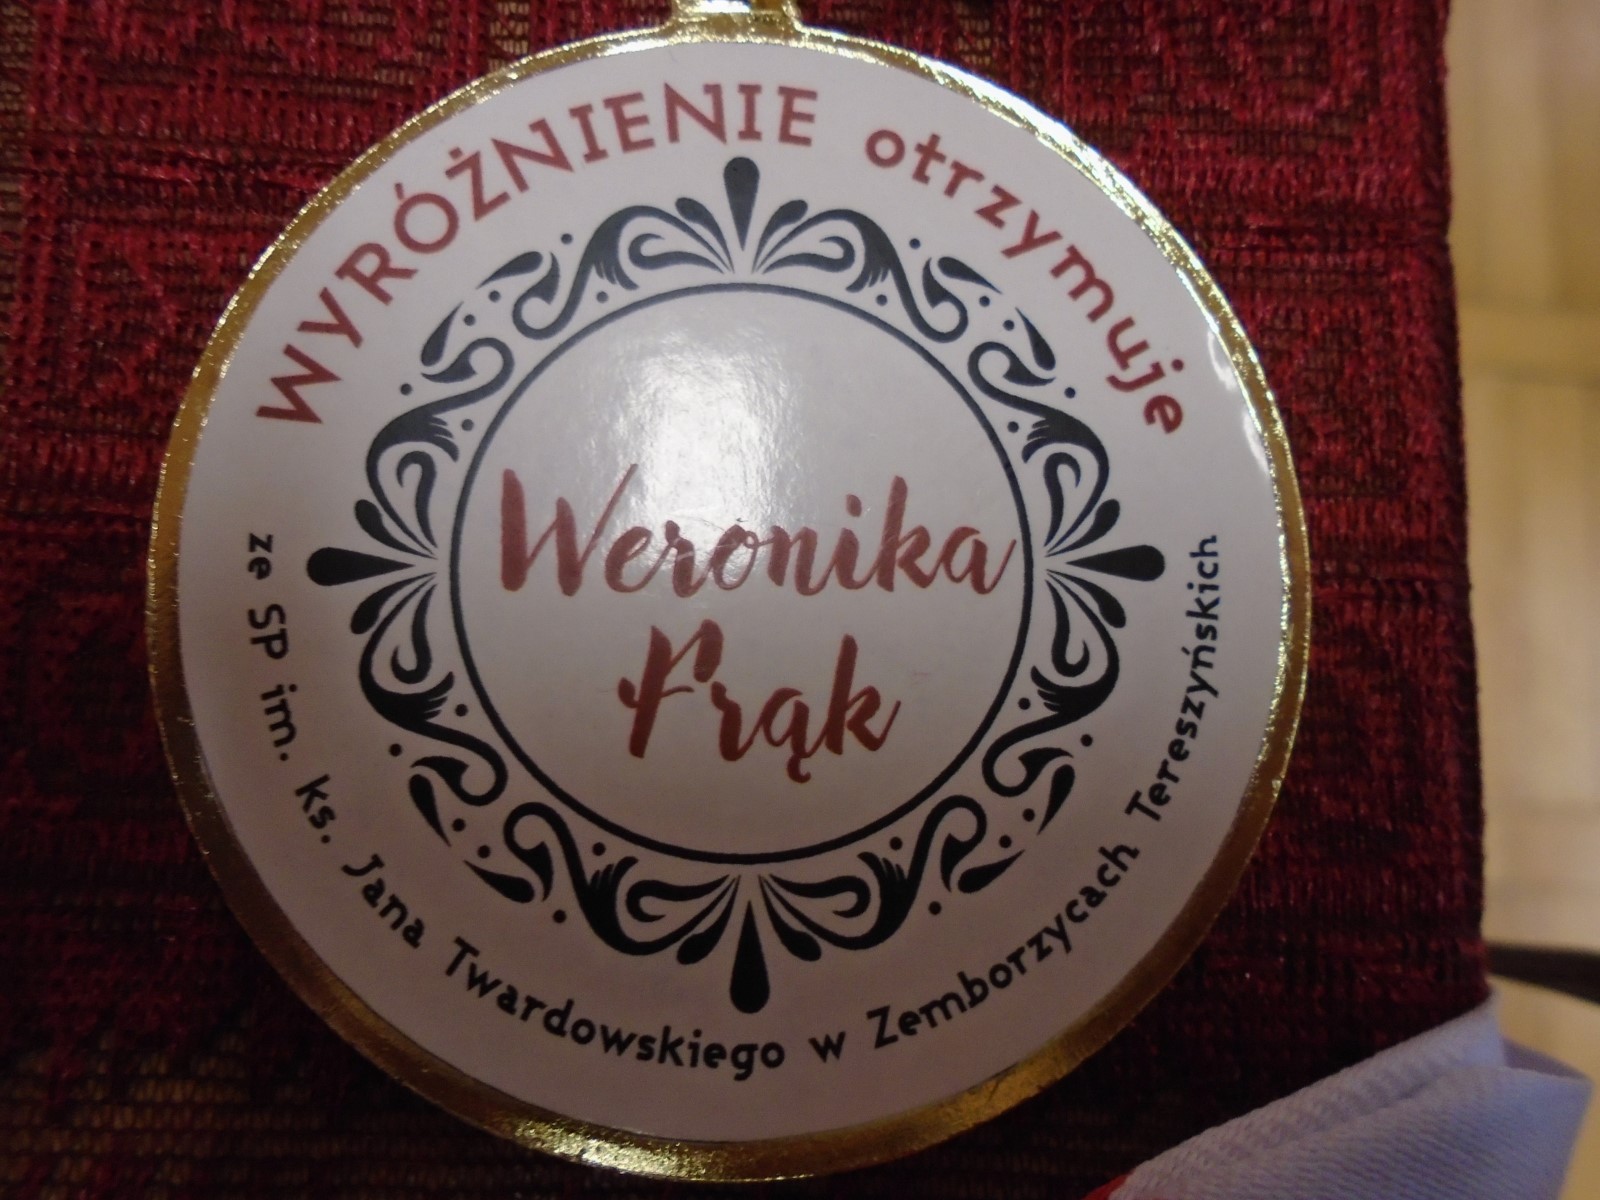 WYRÓŻNIENIE otrzymuje
Weronika
Frąk
ze SP im. ks. Jana Twardowskiego w Zemborzycach Tereszyńskich